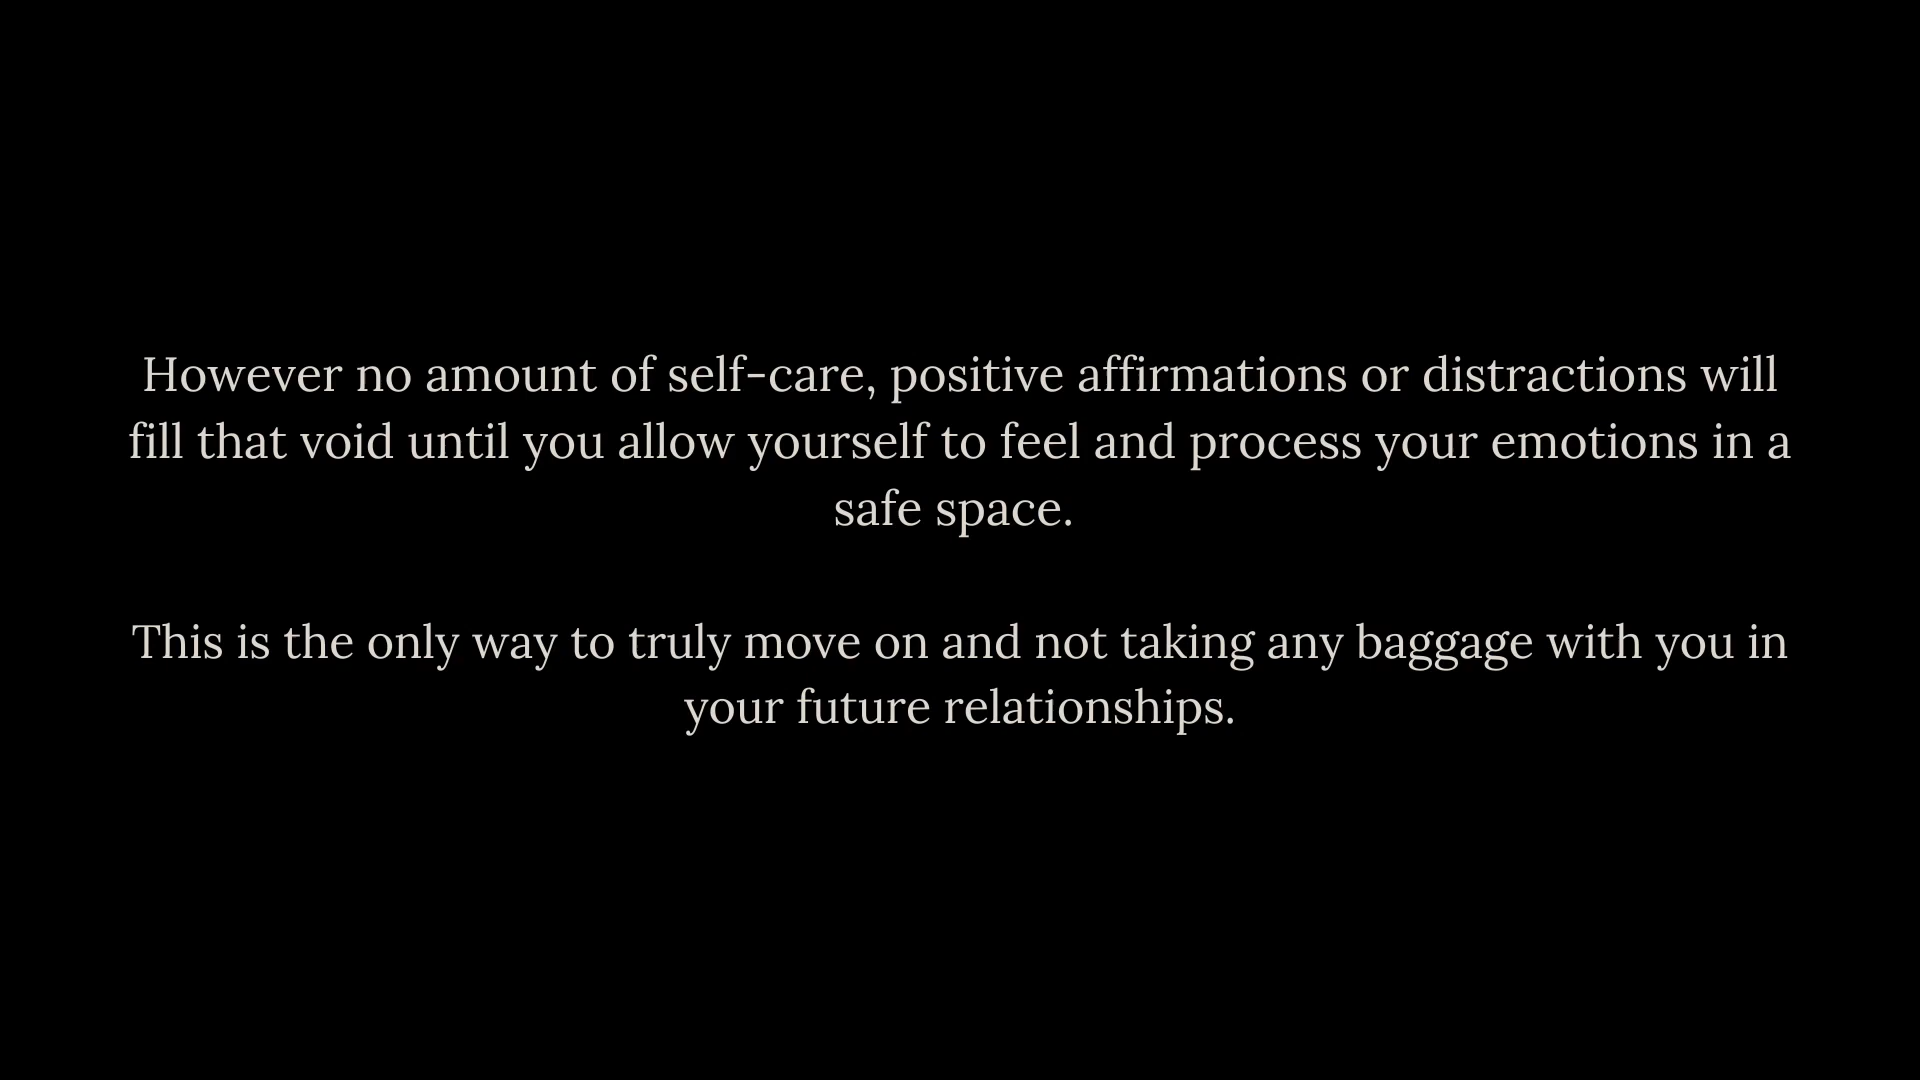 However no amount of self-care, positive affirmations or distractions will
fill that void until you allow yourself to feel and process your emotions in a
safe space.
This is the only way to truly move on and not taking any baggage with you in
your future relationships.